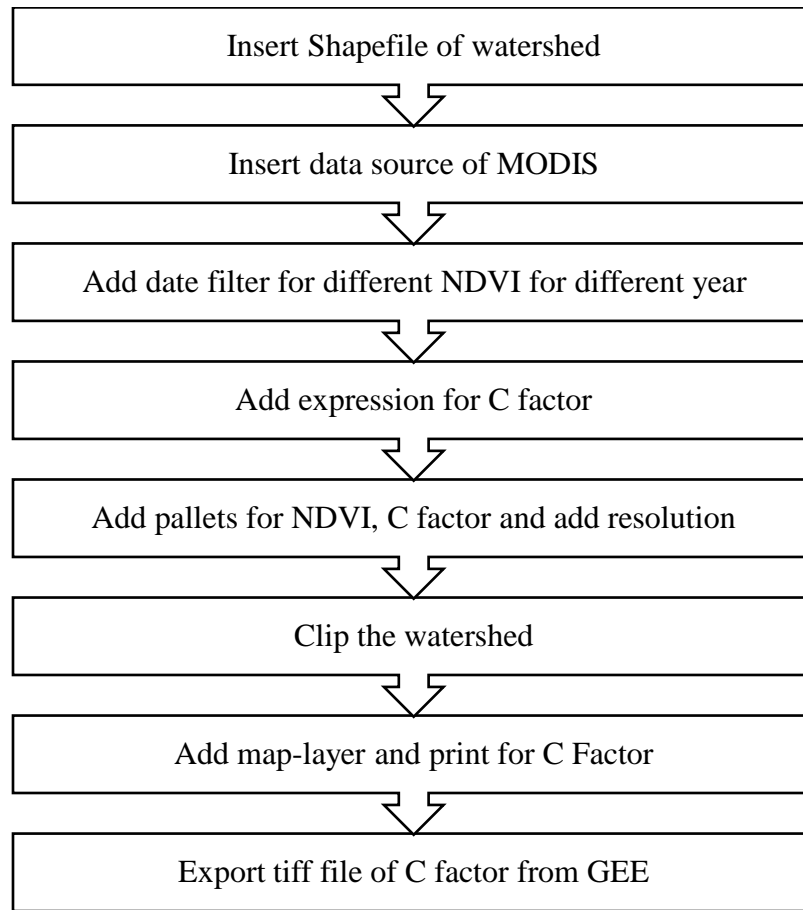 Insert Shapefile of watershed
Insert data source of MODIS
Add date filter for different NDVI for different year
Add expression for C factor
Add pallets for NDVI, C factor and add resolution
Clip the watershed
Add map-layer and print for C Factor
Export tiff file of C factor from GEE